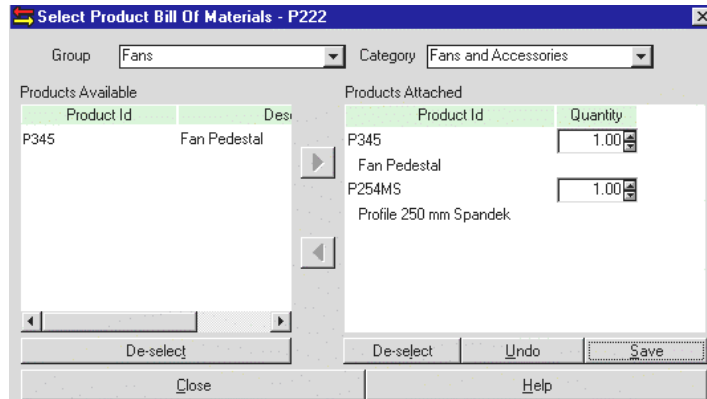 Select Product Bill Of Materials - P222
Group Fans Category Fans and Accessories
Products Available Products Attached
Product Id Des Product Id Quantity
P345 Fan Pedestal P345 1.00
Fan Pedestal
P254MS 1.00
Profile 250 mm Spandek
De-select De-select Undo Save
Close Help